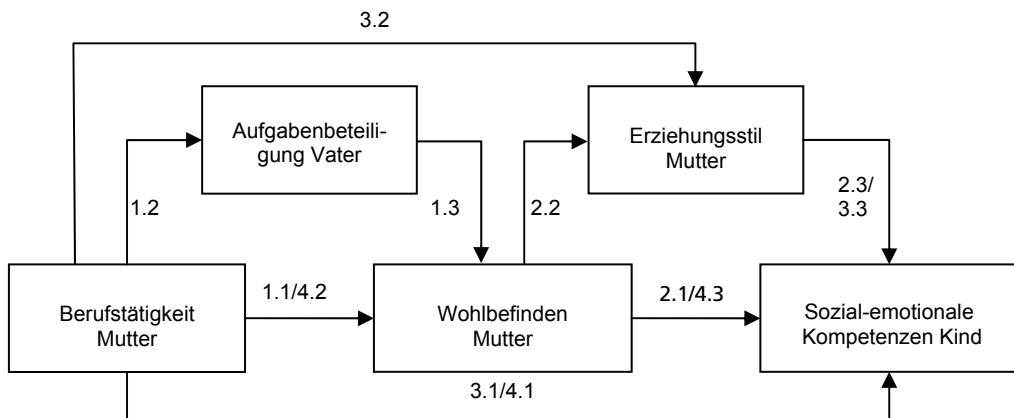 3.2
Aufgabenbeteili-
gung Vater
Erziehungsstil
Mutter
1.2
1.3
2.2
2.3/
3.3
Berufstätigkeit
Mutter
1.1/4.2
Wohlbefinden
Mutter
2.1/4.3
Sozial-emotionale
Kompetenzen Kind
3.1/4.1